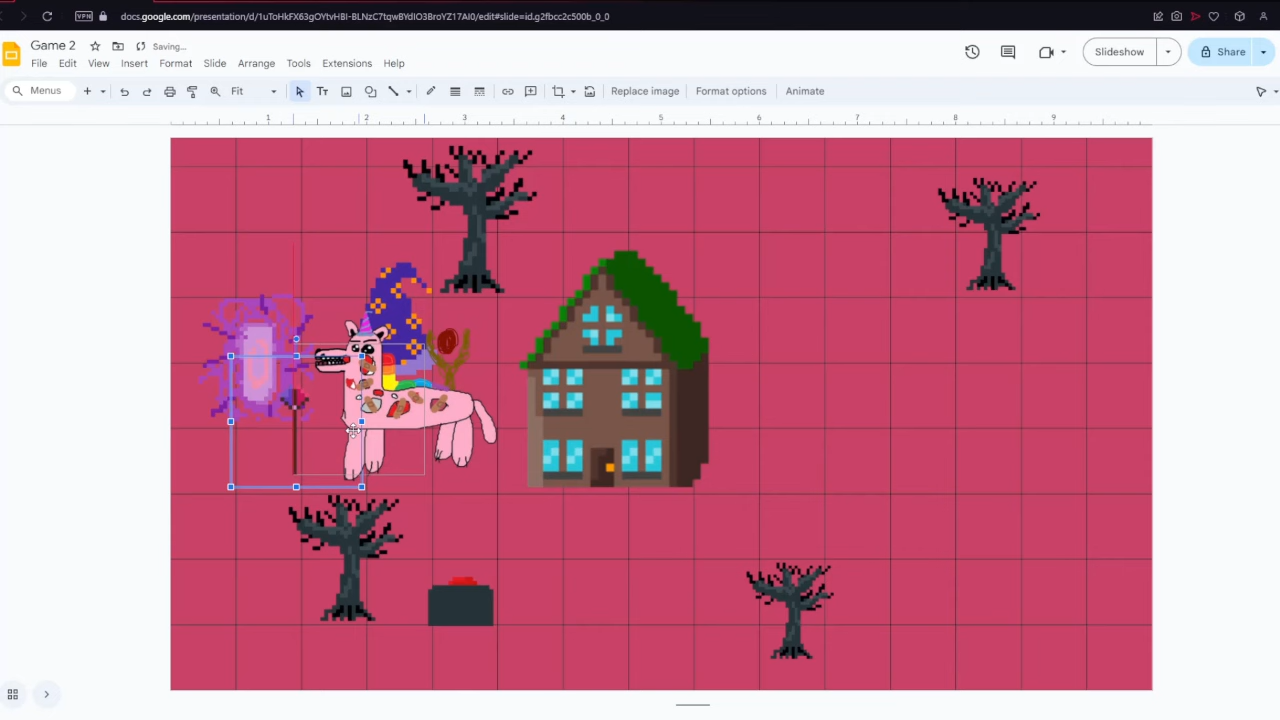 VPN docs.google.com/presentation/d/1uToHkFX63gOYtvHBI-BLNzC7tqwBYdIO3BroYZ17AI0/edit#slide=id.g2fbcc2c500b_0_0
Game 2 Saving...
File Edit View Insert Format Slide Arrange Tools Extensions Help
Slideshow Share
Menus Fit Replace image Format options Animate
1 2 3 4 5 6 7 8 9